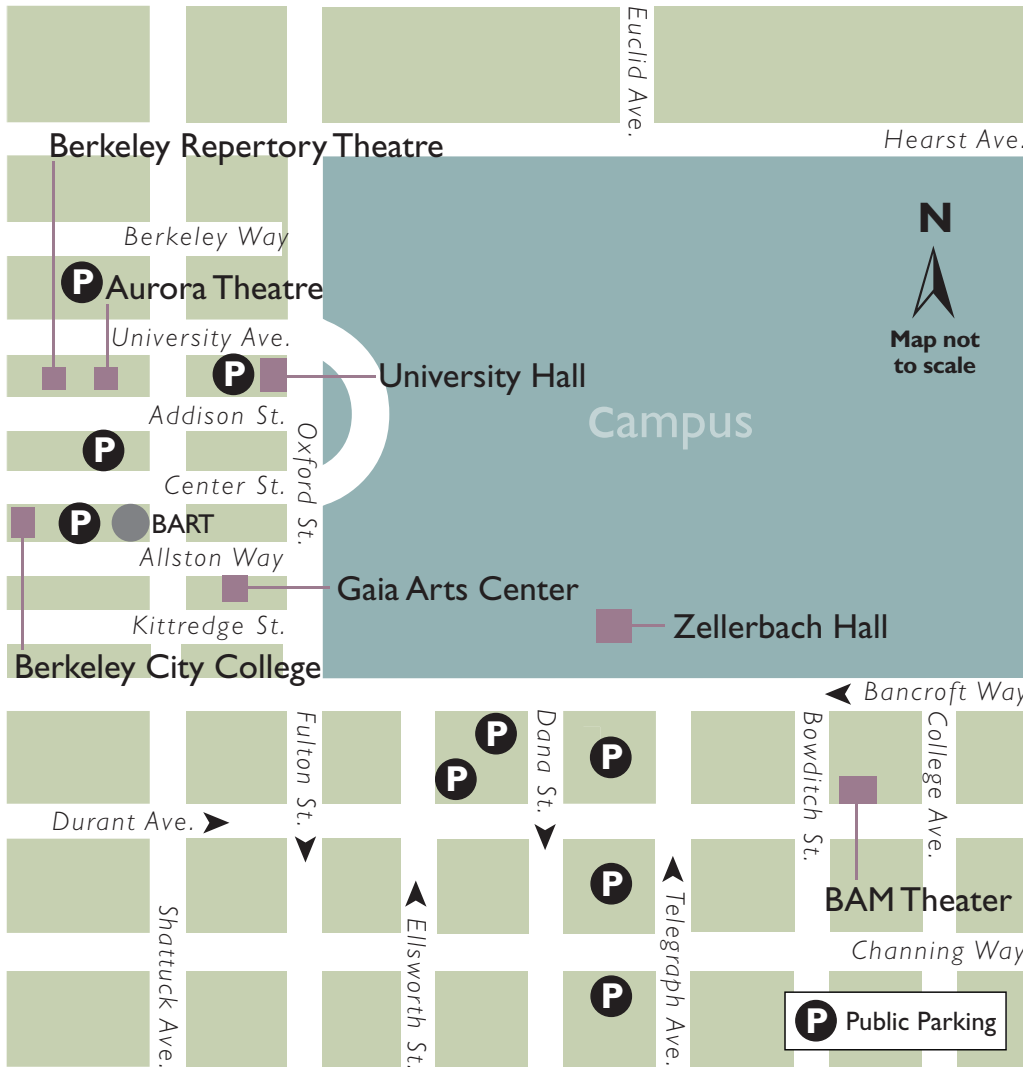 Euclid Ave.
Hearst Ave.
Berkeley Repertory Theatre
N
Berkeley Way
P
Aurora Theatre
University Ave.
Map not
to scale
P
University Hall
Addison St.
Campus
Oxford St.
P
Center St.
P
BART
Allston Way
Gaia Arts Center
Kittredge St.
Zellerbach Hall
Berkeley City College
Bancroft Way
Fulton St.
P
Dana St.
P
P
Bowditch St.
College Ave.
Durant Ave.
P
BAM Theater
Shattuck Ave.
Ellsworth St.
Telegraph Ave.
Channing Way
P
P Public Parking